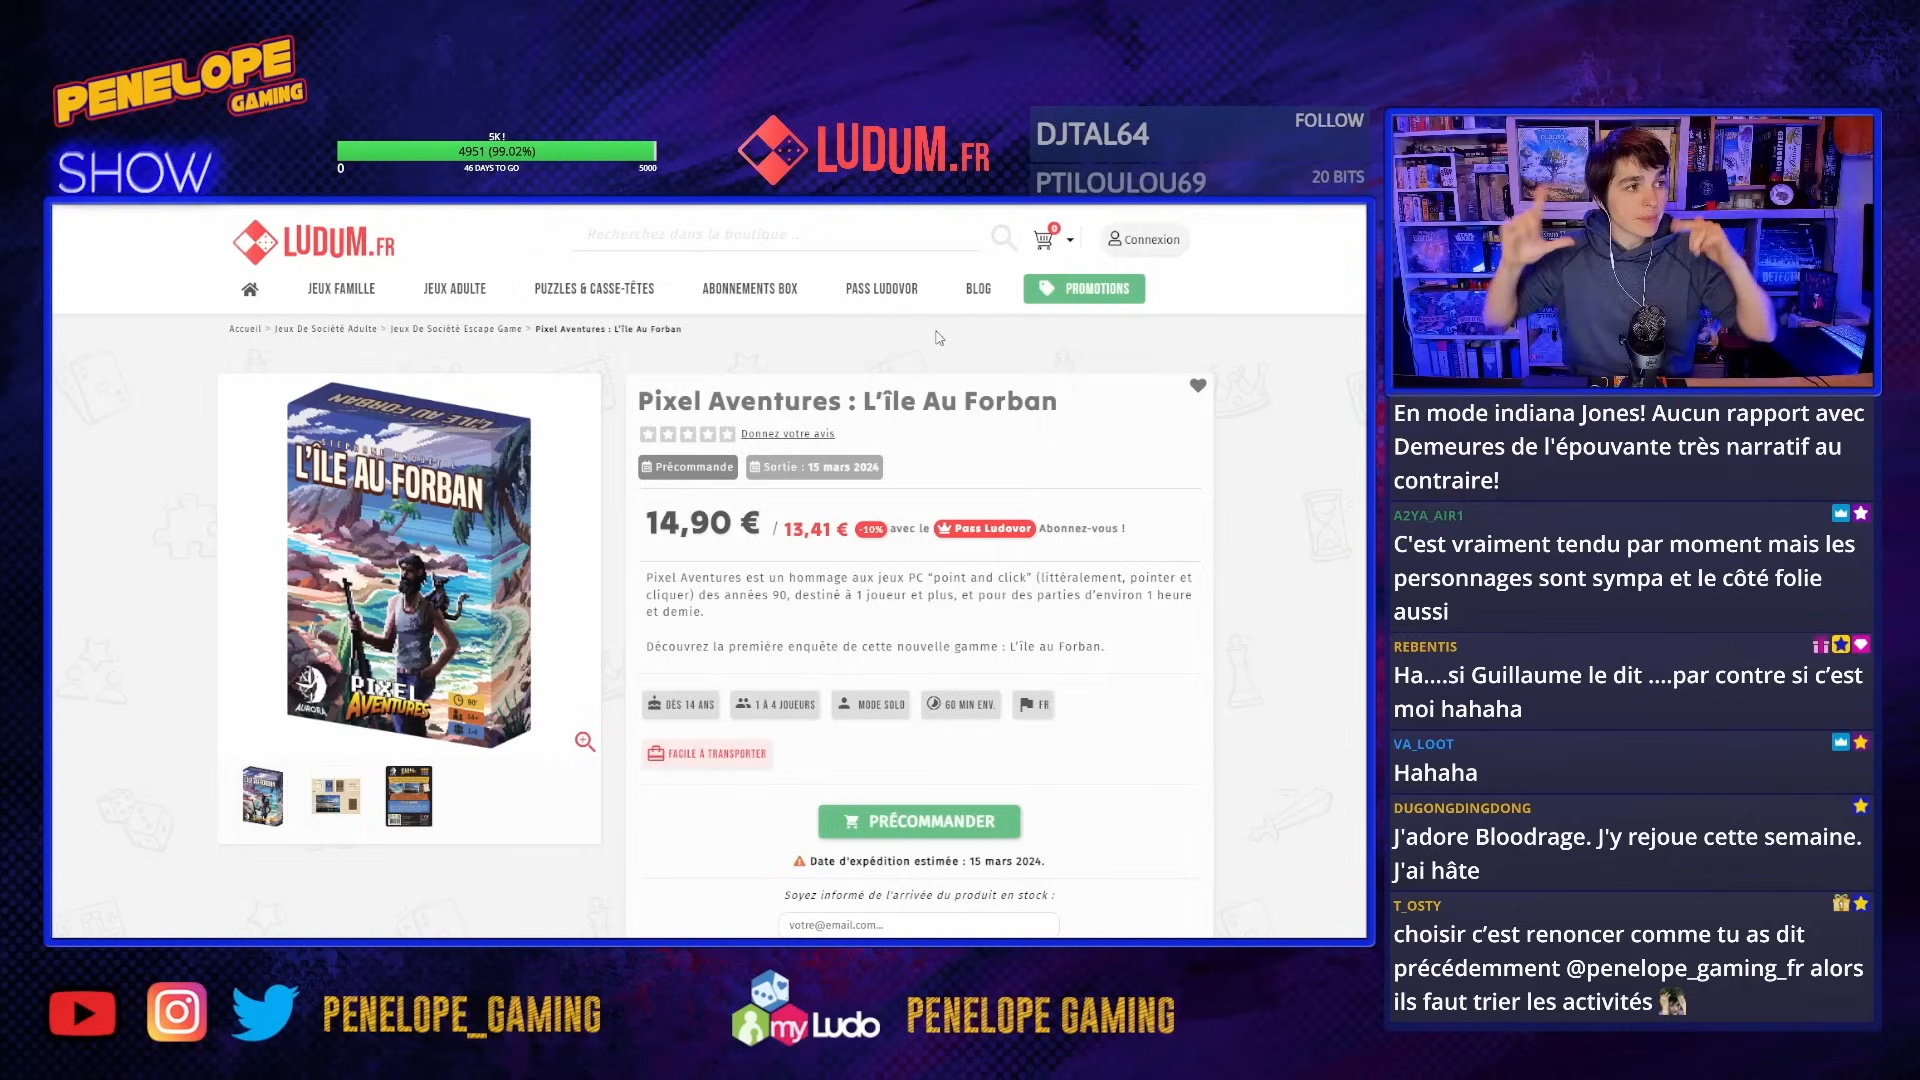 PENELOPE
GAMING
SHOW
5K !
4951 (99.02%)
0
46 DAYS TO GO
5000
LUDUM.FR
DJTAL64
FOLLOW
PTILOULOU69
20 BITS
LUDUM.FR
Recherchez dans la boutique ...
0
Connexion
JEUX FAMILLE
JEUX ADULTE
PUZZLES & CASSE-TÊTES
ABONNEMENTS BOX
PASS LUDOVOR
BLOG
PROMOTIONS
Accueil > Jeux De Société Adulte > Jeux De Société Escape Game > Pixel Aventures : L'Île Au Forban
L'ÎLE AU FORBAN
L'ÎLE AU FORBAN
PIXEL
AVENTURES
AURORA
90'
14+
1-4
Pixel Aventures : L'île Au Forban
Donnez votre avis
Précommande
Sortie : 15 mars 2024
14,90 € / 13,41 € -10% avec le Pass Ludovor Abonnez-vous !
Pixel Aventures est un hommage aux jeux PC “point and click” (littéralement, pointer et
cliquer) des années 90, destiné à 1 joueur et plus, et pour des parties d’environ 1 heure
et demie.
Découvrez la première enquête de cette nouvelle gamme : L’île au Forban.
DÈS 14 ANS
1 À 4 JOUEURS
MODE SOLO
60 MIN ENV.
FR
FACILE À TRANSPORTER
PRÉCOMMANDER
Date d'expédition estimée : 15 mars 2024.
Soyez informé de l'arrivée du produit en stock :
votre@email.com...
En mode indiana Jones! Aucun rapport avec
Demeures de l'épouvante très narratif au
contraire!
A2YA_AIR1
C'est vraiment tendu par moment mais les
personnages sont sympa et le côté folie
aussi
REBENTIS
Ha....si Guillaume le dit ....par contre si c’est
moi hahaha
VA_LOOT
Hahaha
DUGONGDINGDONG
J'adore Bloodrage. J'y rejoue cette semaine.
J'ai hâte
T_OSTY
choisir c’est renoncer comme tu as dit
précédemment @penelope_gaming_fr alors
ils faut trier les activités
PENELOPE_GAMING
myLudo
PENELOPE GAMING